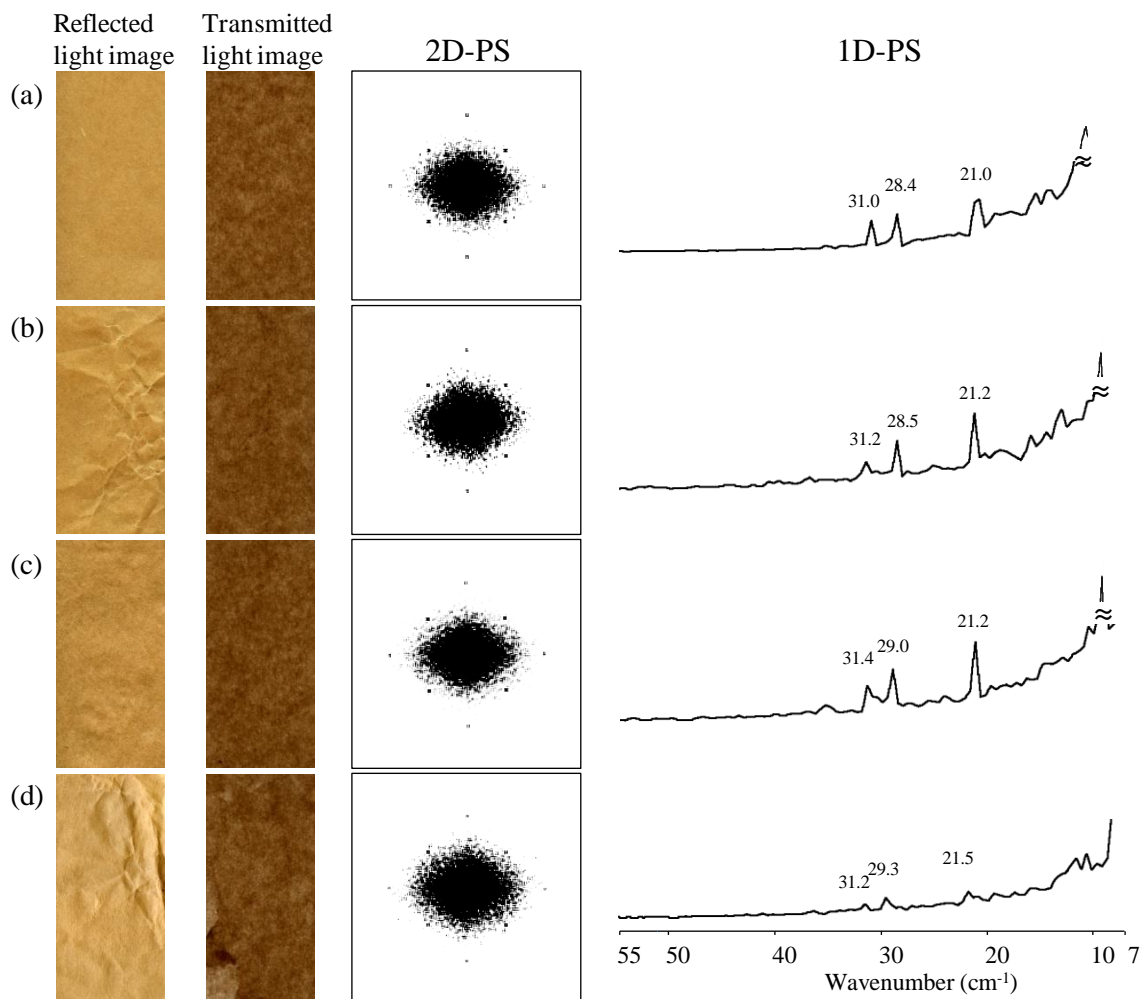 Reflected
light image
Transmitted
light image
2D-PS
1D-PS
(a)
31.0
28.4
21.0
≈
(b)
31.2
28.5
21.2
≈
(c)
31.4
29.0
21.2
≈
(d)
31.2
29.3
21.5
55 50 40 30 20 10 7
Wavenumber (cm⁻¹)